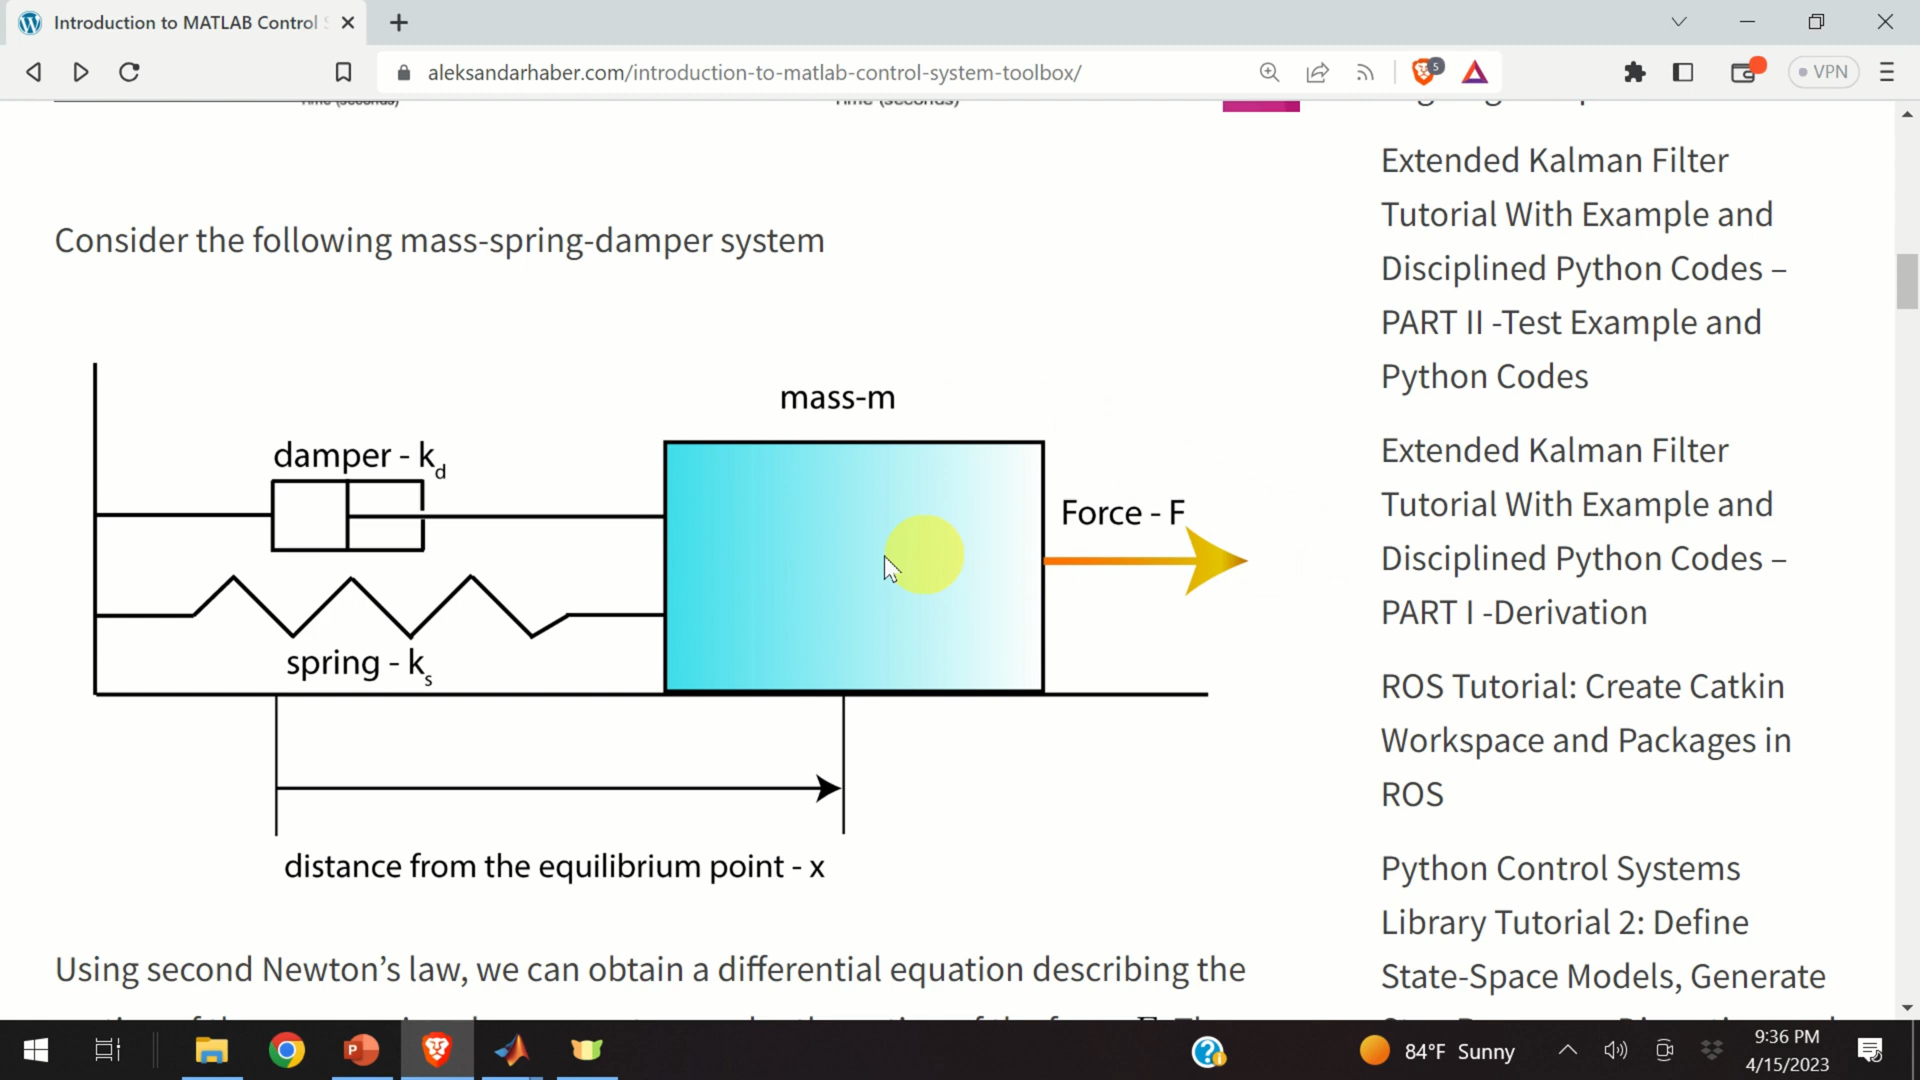 Introduction to MATLAB Control
aleksandarhaber.com/introduction-to-matlab-control-system-toolbox/
5
VPN
Time (seconds)
Time (seconds)
Consider the following mass-spring-damper system
mass-m
damper - kd
Force - F
spring - ks
distance from the equilibrium point - x
Using second Newton's law, we can obtain a differential equation describing the
Extended Kalman Filter
Tutorial With Example and
Disciplined Python Codes –
PART II -Test Example and
Python Codes
Extended Kalman Filter
Tutorial With Example and
Disciplined Python Codes –
PART I -Derivation
ROS Tutorial: Create Catkin
Workspace and Packages in
ROS
Python Control Systems
Library Tutorial 2: Define
State-Space Models, Generate
84°F Sunny
9:36 PM
4/15/2023